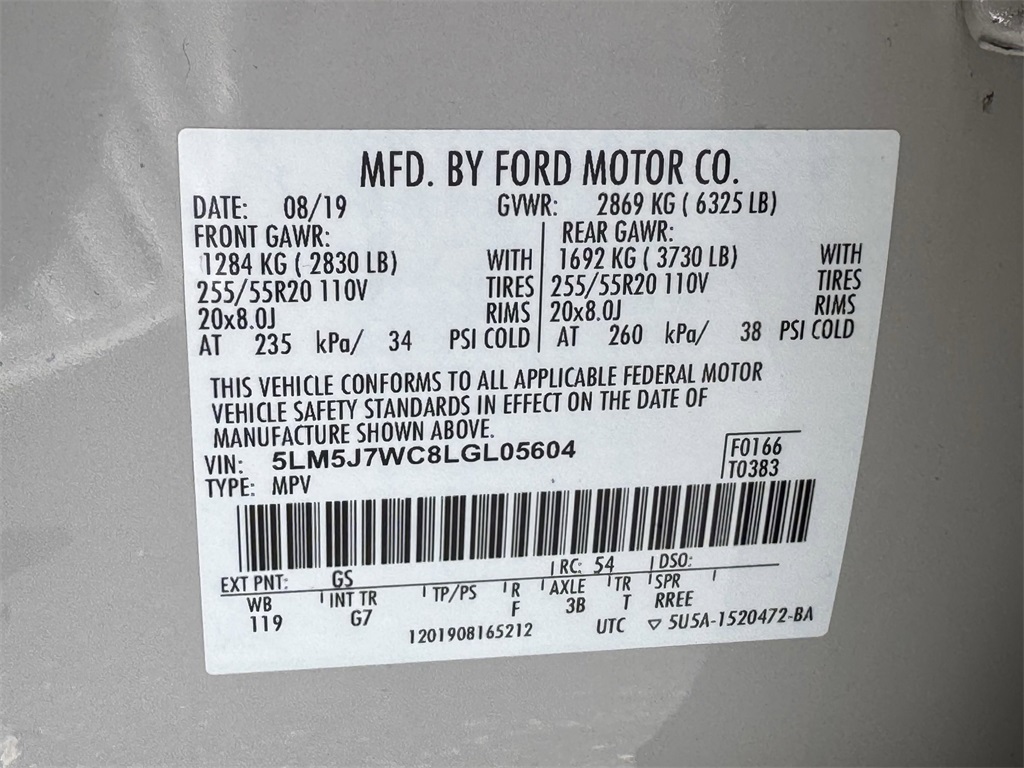 MFD. BY FORD MOTOR CO.
DATE: 08/19 GVWR: 2869 KG ( 6325 LB)
FRONT GAWR: REAR GAWR:
1284 KG ( 2830 LB) WITH 1692 KG ( 3730 LB) WITH
255/55R20 110V TIRES 255/55R20 110V TIRES
20x8.0J RIMS 20x8.0J RIMS
AT 235 kPa/ 34 PSI COLD AT 260 kPa/ 38 PSI COLD
THIS VEHICLE CONFORMS TO ALL APPLICABLE FEDERAL MOTOR
VEHICLE SAFETY STANDARDS IN EFFECT ON THE DATE OF
MANUFACTURE SHOWN ABOVE.
VIN: 5LM5J7WC8LGL05604 F0166
TYPE: MPV T0383
EXT PNT: GS RC: 54 DSO:
WB INT TR TP/PS R AXLE TR SPR
119 G7 F 3B T RREE
1201908165212 UTC ▽ 5U5A-1520472-BA